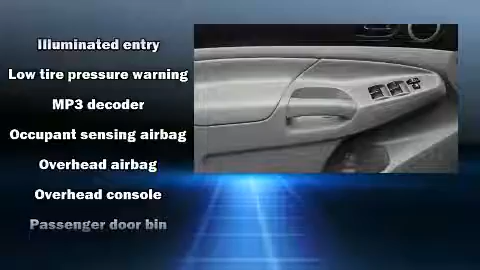 Illuminated entry
Low tire pressure warning
MP3 decoder
Occupant sensing airbag
Overhead airbag
Overhead console
Passenger door bin